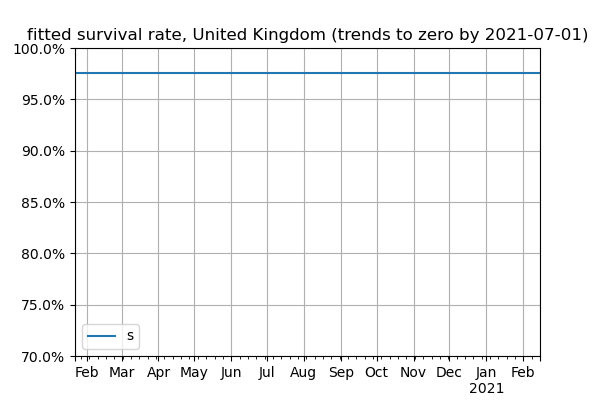 fitted survival rate, United Kingdom (trends to zero by 2021-07-01)
100.0%
95.0%
90.0%
85.0%
80.0%
75.0%
70.0%
s
Feb Mar Apr May Jun Jul Aug Sep Oct Nov Dec Jan Feb
2021